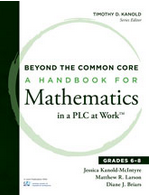 TIMOTHY D. KANOLD
Series Editor
BEYOND THE COMMON CORE
A HANDBOOK FOR
Mathematics
in a PLC at Work™
GRADES 6–8
Jessica Kanold-McIntyre
Matthew R. Larson
Diane J. Briars